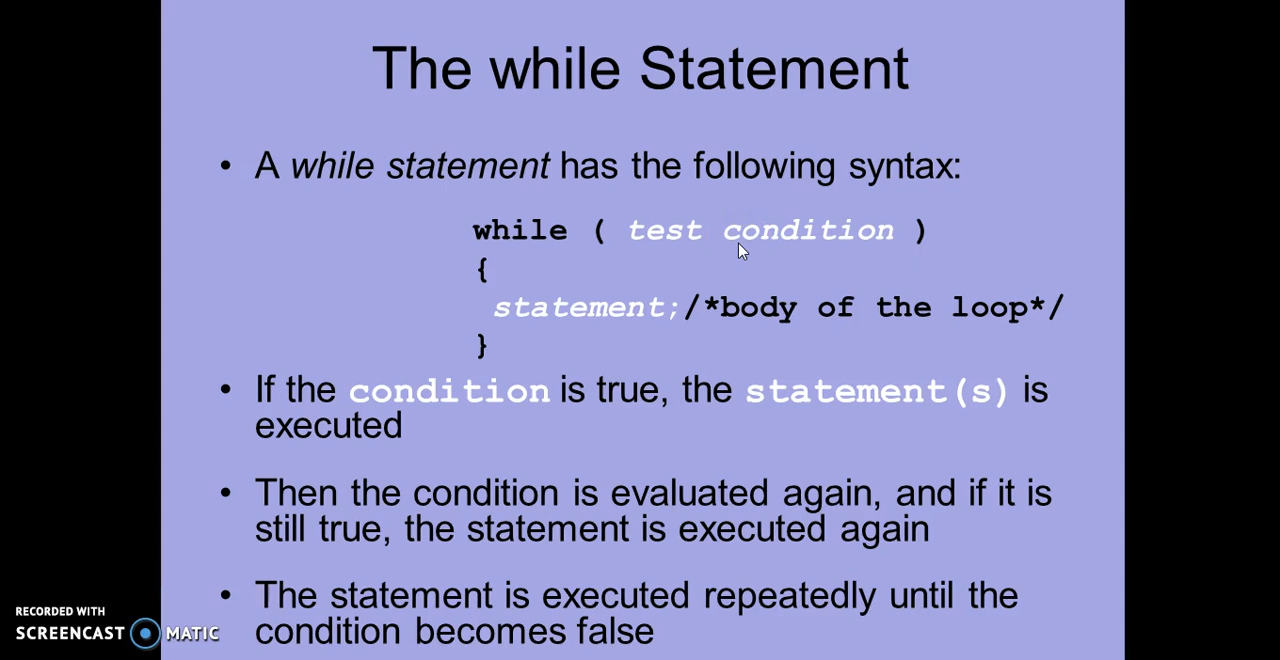 The while Statement
• A while statement has the following syntax:
while ( test condition )
{
statement;/*body of the loop*/
}
• If the condition is true, the statement(s) is
executed
• Then the condition is evaluated again, and if it is
still true, the statement is executed again
• The statement is executed repeatedly until the
condition becomes false
RECORDED WITH
SCREENCAST MATIC